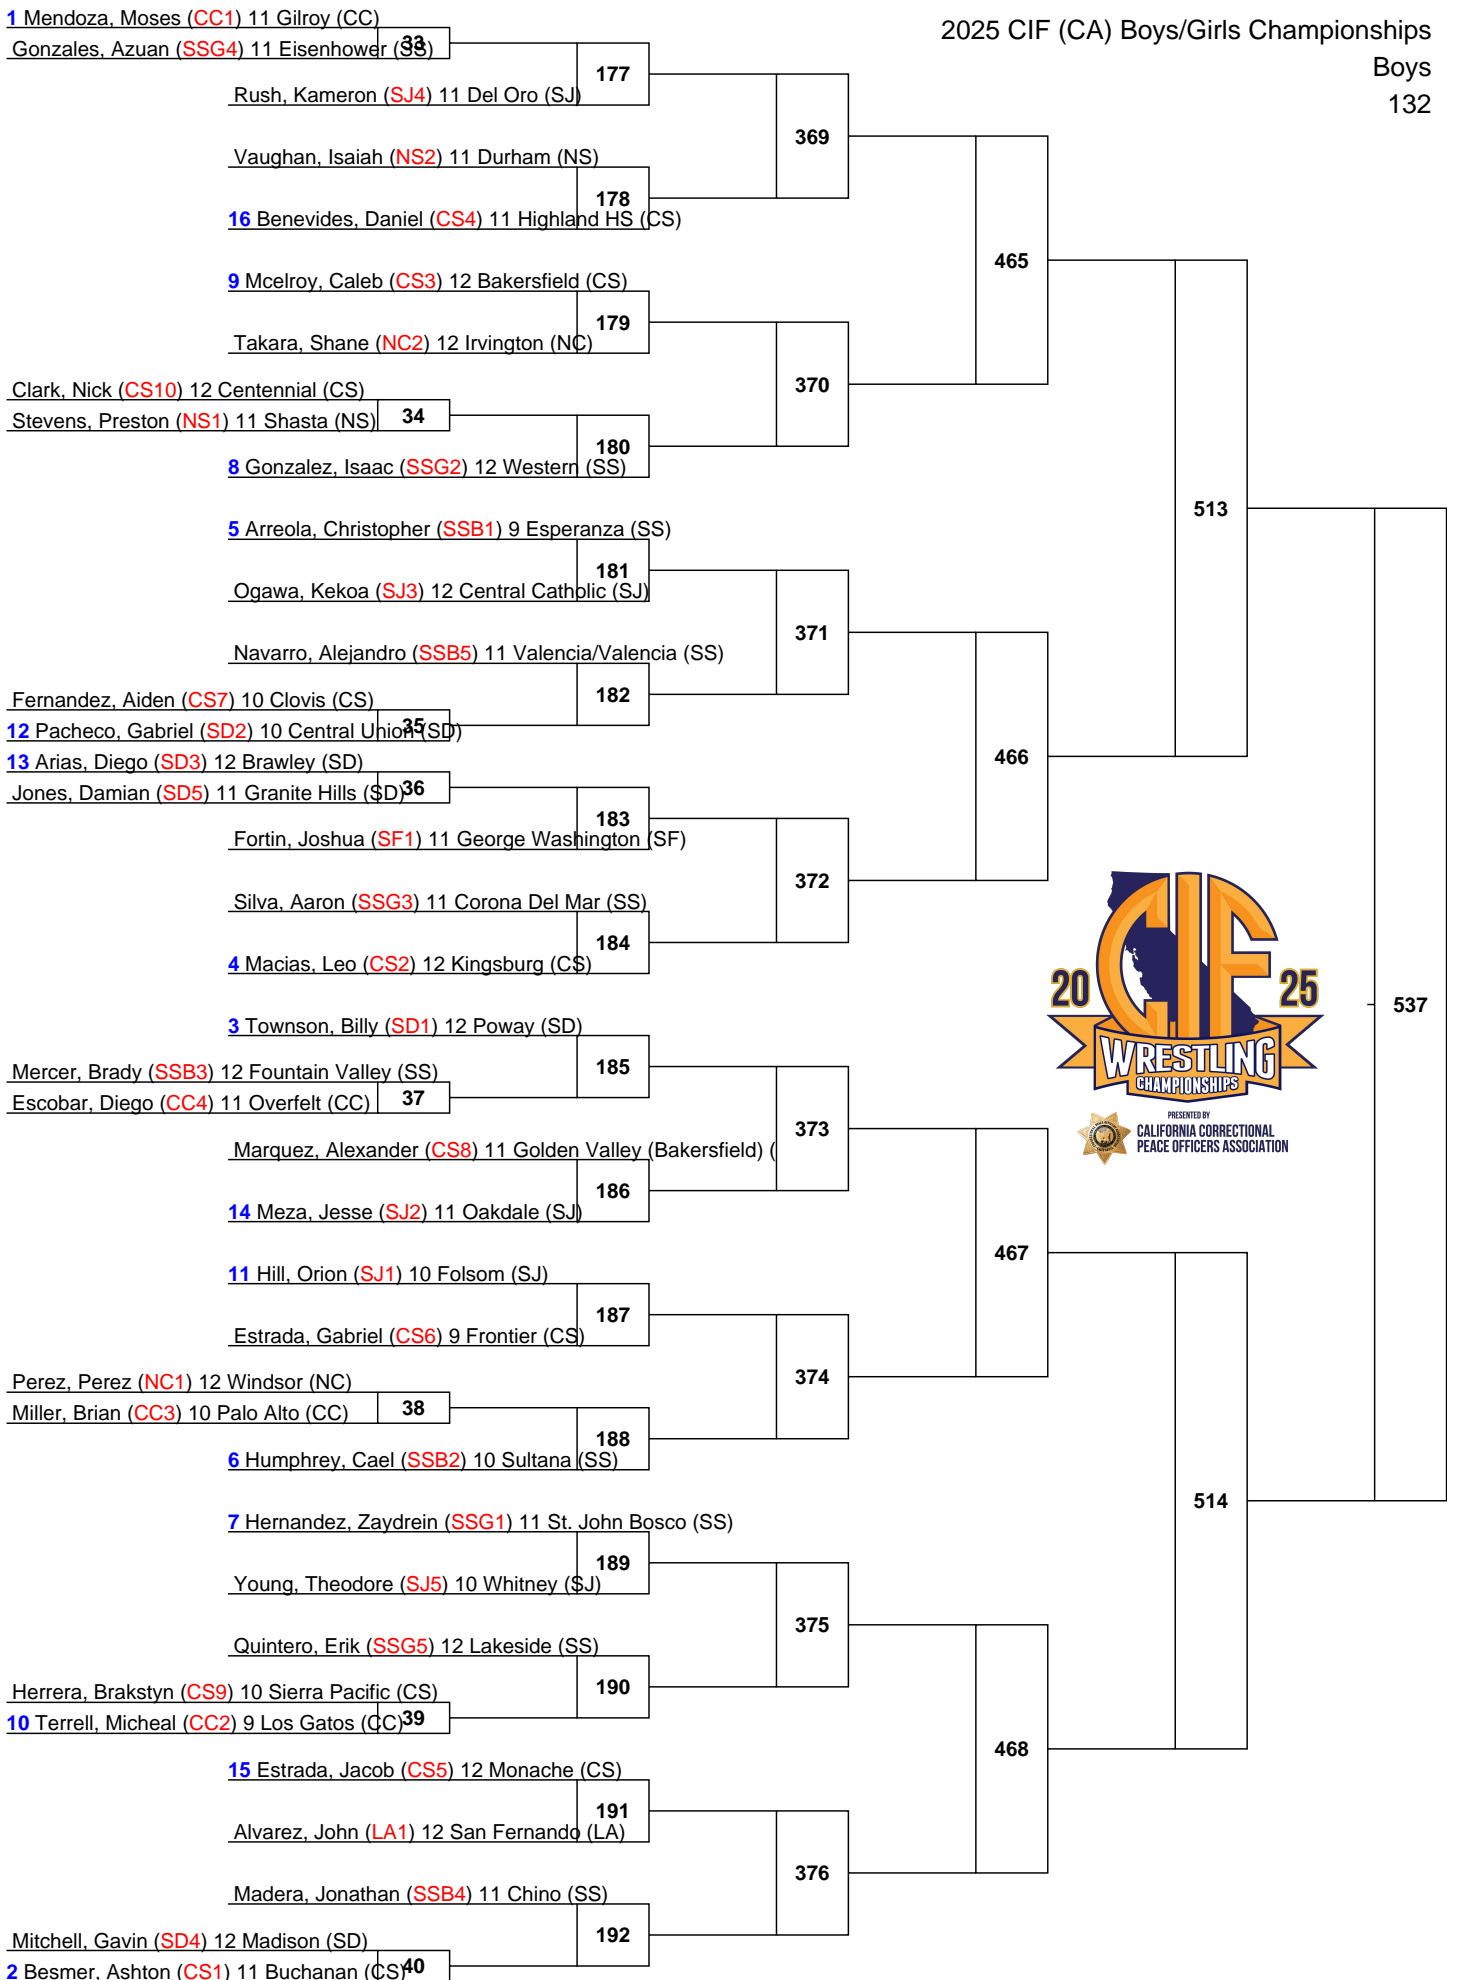 2025 CIF (CA) Boys/Girls Championships
Boys
132
1 Mendoza, Moses (CC1) 11 Gilroy (CC)
Gonzales, Azuan (SSG4) 11 Eisenhower (SS)
33
177
Rush, Kameron (SJ4) 11 Del Oro (SJ)
369
Vaughan, Isaiah (NS2) 11 Durham (NS)
178
16 Benevides, Daniel (CS4) 11 Highland HS (CS)
465
9 Mcelroy, Caleb (CS3) 12 Bakersfield (CS)
179
Takara, Shane (NC2) 12 Irvington (NC)
370
Clark, Nick (CS10) 12 Centennial (CS)
34
Stevens, Preston (NS1) 11 Shasta (NS)
180
8 Gonzalez, Isaac (SSG2) 12 Western (SS)
513
5 Arreola, Christopher (SSB1) 9 Esperanza (SS)
181
Ogawa, Kekoa (SJ3) 12 Central Catholic (SJ)
371
Navarro, Alejandro (SSB5) 11 Valencia/Valencia (SS)
182
Fernandez, Aiden (CS7) 10 Clovis (CS)
35
12 Pacheco, Gabriel (SD2) 10 Central Union (SD)
466
13 Arias, Diego (SD3) 12 Brawley (SD)
36
Jones, Damian (SD5) 11 Granite Hills (SD)
183
Fortin, Joshua (SF1) 11 George Washington (SF)
372
Silva, Aaron (SSG3) 11 Corona Del Mar (SS)
184
4 Macias, Leo (CS2) 12 Kingsburg (CS)
20 CIF 25
WRESTLING
CHAMPIONSHIPS
PRESENTED BY
CALIFORNIA CORRECTIONAL
PEACE OFFICERS ASSOCIATION
537
3 Townson, Billy (SD1) 12 Poway (SD)
185
Mercer, Brady (SSB3) 12 Fountain Valley (SS)
37
Escobar, Diego (CC4) 11 Overfelt (CC)
373
Marquez, Alexander (CS8) 11 Golden Valley (Bakersfield) (
186
14 Meza, Jesse (SJ2) 11 Oakdale (SJ)
467
11 Hill, Orion (SJ1) 10 Folsom (SJ)
187
Estrada, Gabriel (CS6) 9 Frontier (CS)
374
Perez, Perez (NC1) 12 Windsor (NC)
38
Miller, Brian (CC3) 10 Palo Alto (CC)
188
6 Humphrey, Cael (SSB2) 10 Sultana (SS)
514
7 Hernandez, Zaydrein (SSG1) 11 St. John Bosco (SS)
189
Young, Theodore (SJ5) 10 Whitney (SJ)
375
Quintero, Erik (SSG5) 12 Lakeside (SS)
190
Herrera, Brakstyn (CS9) 10 Sierra Pacific (CS)
39
10 Terrell, Micheal (CC2) 9 Los Gatos (CC)
468
15 Estrada, Jacob (CS5) 12 Monache (CS)
191
Alvarez, John (LA1) 12 San Fernando (LA)
376
Madera, Jonathan (SSB4) 11 Chino (SS)
192
Mitchell, Gavin (SD4) 12 Madison (SD)
40
2 Besmer, Ashton (CS1) 11 Buchanan (CS)